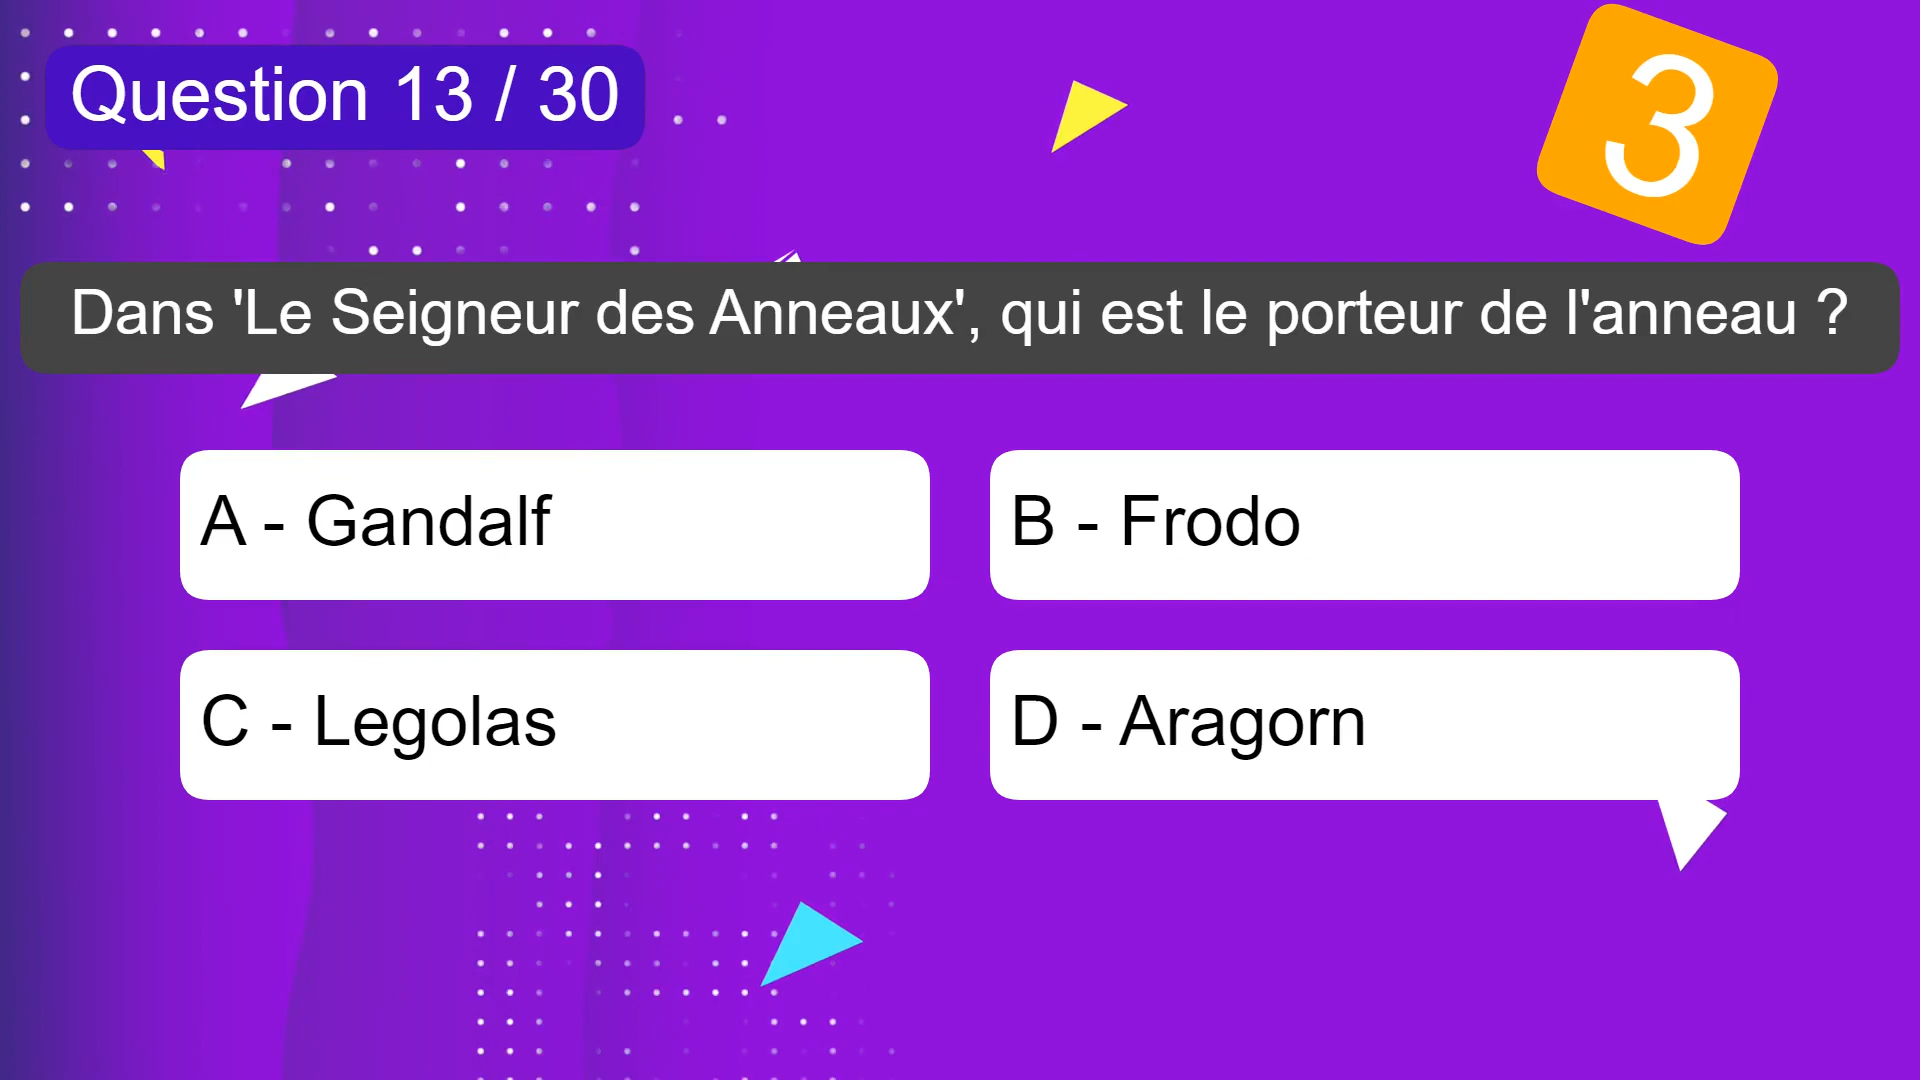 Question 13 / 30
3
Dans 'Le Seigneur des Anneaux', qui est le porteur de l'anneau ?
A - Gandalf
B - Frodo
C - Legolas
D - Aragorn